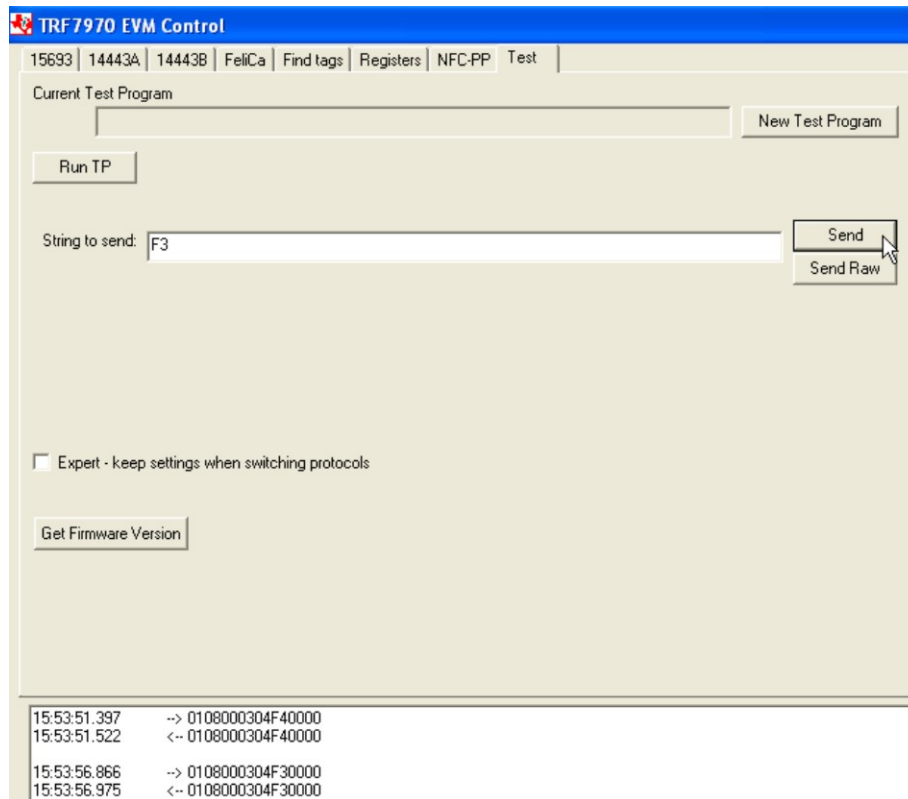 TRF7970 EVM Control
15693 14443A 14443B FeliCa Find tags Registers NFC-PP Test
Current Test Program
New Test Program
Run TP
String to send: F3
Send
Send Raw
Expert - keep settings when switching protocols
Get Firmware Version
15:53:51.397 --> 0108000304F40000
15:53:51.522 <-- 0108000304F40000
15:53:56.866 --> 0108000304F30000
15:53:56.975 <-- 0108000304F30000